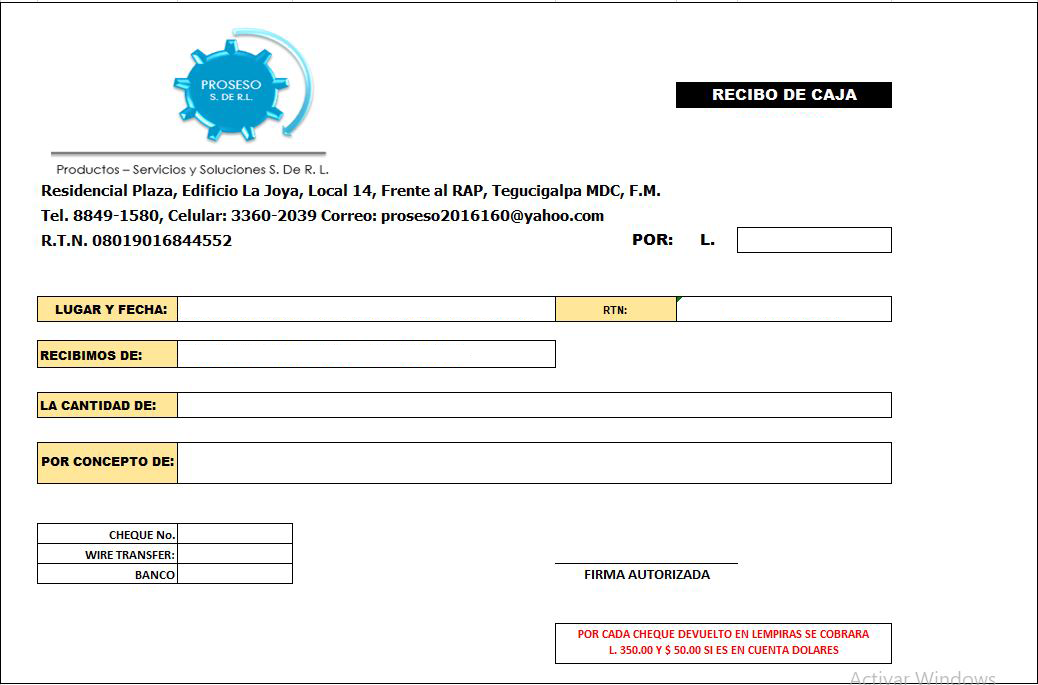 PROSESO
S. DE R.L.
RECIBO DE CAJA
Productos – Servicios y Soluciones S. De R. L.
Residencial Plaza, Edificio La Joya, Local 14, Frente al RAP, Tegucigalpa MDC, F.M.
Tel. 8849-1580, Celular: 3360-2039 Correo: proseso2016160@yahoo.com
R.T.N. 08019016844552
POR: L.
LUGAR Y FECHA: RTN:
RECIBIMOS DE:
LA CANTIDAD DE:
POR CONCEPTO DE:
CHEQUE No.
WIRE TRANSFER:
BANCO
FIRMA AUTORIZADA
POR CADA CHEQUE DEVUELTO EN LEMPIRAS SE COBRARA
L. 350.00 Y $ 50.00 SI ES EN CUENTA DOLARES
Activar Windows